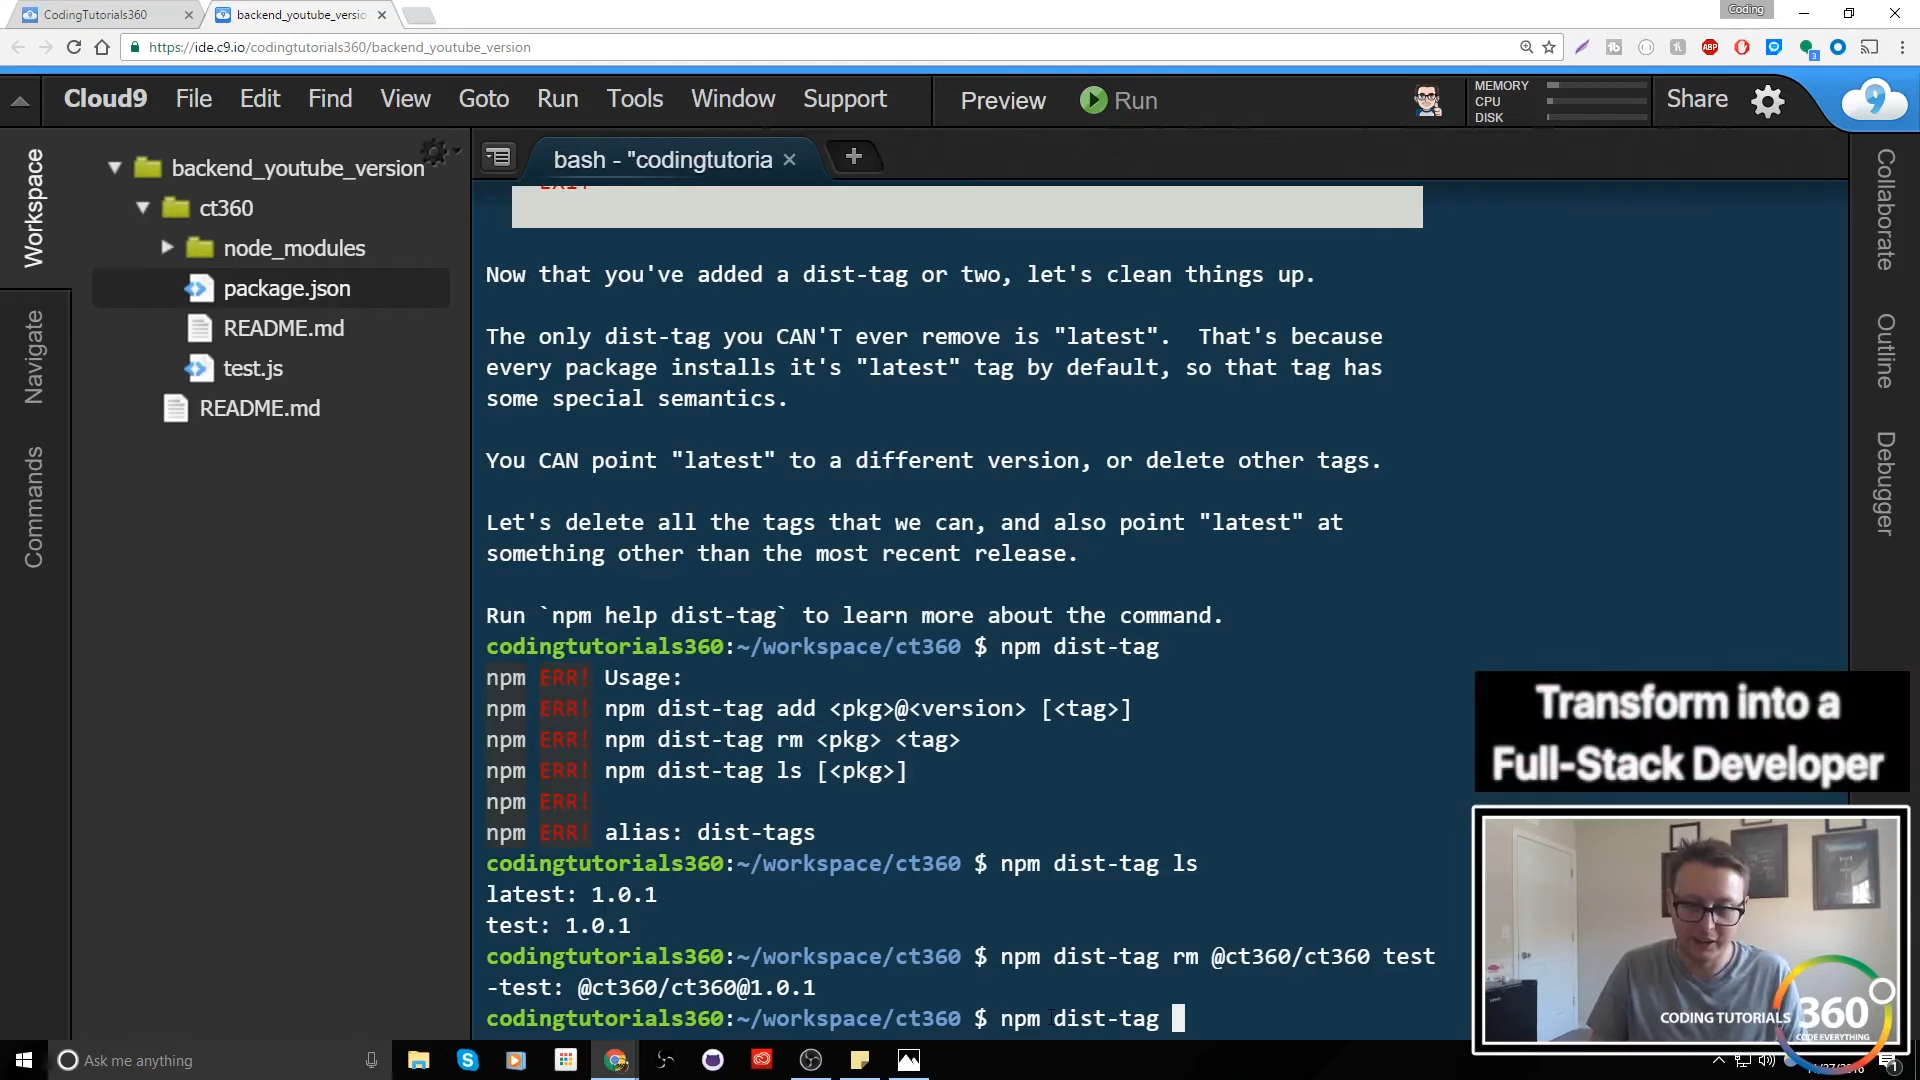 CodingTutorials360
backend_youtube_versio
Coding
https://ide.c9.io/codingtutorials360/backend_youtube_version
ABP
3
Cloud9 File Edit Find View Goto Run Tools Window Support Preview Run
MEMORY
CPU
DISK
Share
9
Workspace
Navigate
Commands
backend_youtube_version
ct360
node_modules
package.json
README.md
test.js
README.md
bash - "codingtutoria
Now that you've added a dist-tag or two, let's clean things up.
The only dist-tag you CAN'T ever remove is "latest".  That's because
every package installs it's "latest" tag by default, so that tag has
some special semantics.
You CAN point "latest" to a different version, or delete other tags.
Let's delete all the tags that we can, and also point "latest" at
something other than the most recent release.
Run `npm help dist-tag` to learn more about the command.
codingtutorials360:~/workspace/ct360 $ npm dist-tag
npm ERR! Usage:
npm ERR! npm dist-tag add <pkg>@<version> [<tag>]
npm ERR! npm dist-tag rm <pkg> <tag>
npm ERR! npm dist-tag ls [<pkg>]
npm ERR!
npm ERR! alias: dist-tags
codingtutorials360:~/workspace/ct360 $ npm dist-tag ls
latest: 1.0.1
test: 1.0.1
codingtutorials360:~/workspace/ct360 $ npm dist-tag rm @ct360/ct360 test
-test: @ct360/ct360@1.0.1
codingtutorials360:~/workspace/ct360 $ npm dist-tag
Collaborate
Outline
Debugger
Transform into a
Full-Stack Developer
CODING TUTORIALS 360
CODE EVERYTHING
Ask me anything
1